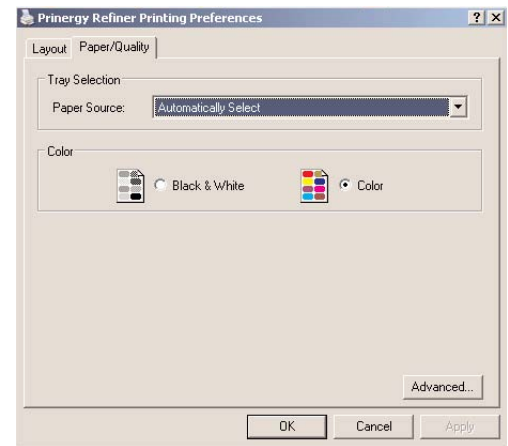 Prinergy Refiner Printing Preferences
Layout Paper/Quality
Tray Selection
Paper Source: Automatically Select
Color
Black & White Color
Advanced...
OK Cancel Apply